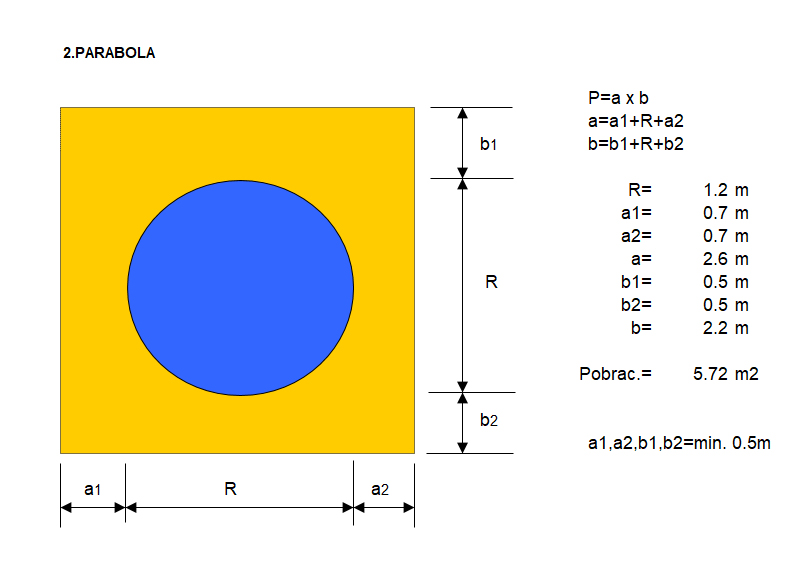 2.PARABOLA
P=a x b
a=a1+R+a2
b=b1+R+b2
b1
R
b2
R= 1.2 m
a1= 0.7 m
a2= 0.7 m
a= 2.6 m
b1= 0.5 m
b2= 0.5 m
b= 2.2 m
Pobrac.= 5.72 m2
a1,a2,b1,b2=min. 0.5m
a1 R a2